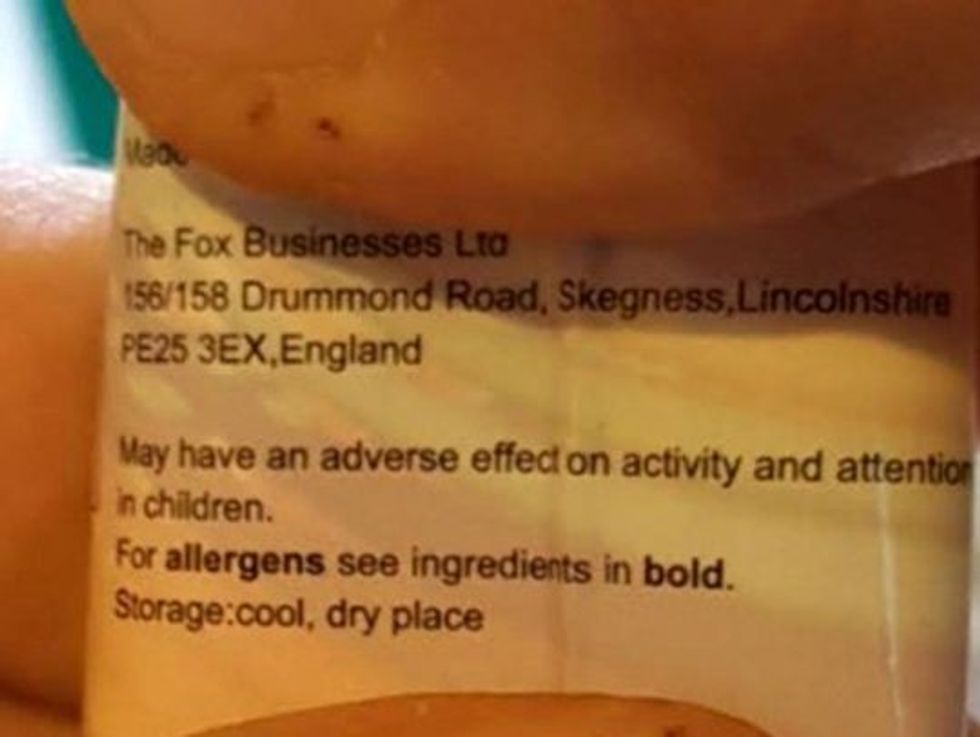 Made
The Fox Businesses Ltd
156/158 Drummond Road, Skegness,Lincolnshire
PE25 3EX,England
May have an adverse effect on activity and attention
in children.
For allergens see ingredients in bold.
Storage:cool, dry place